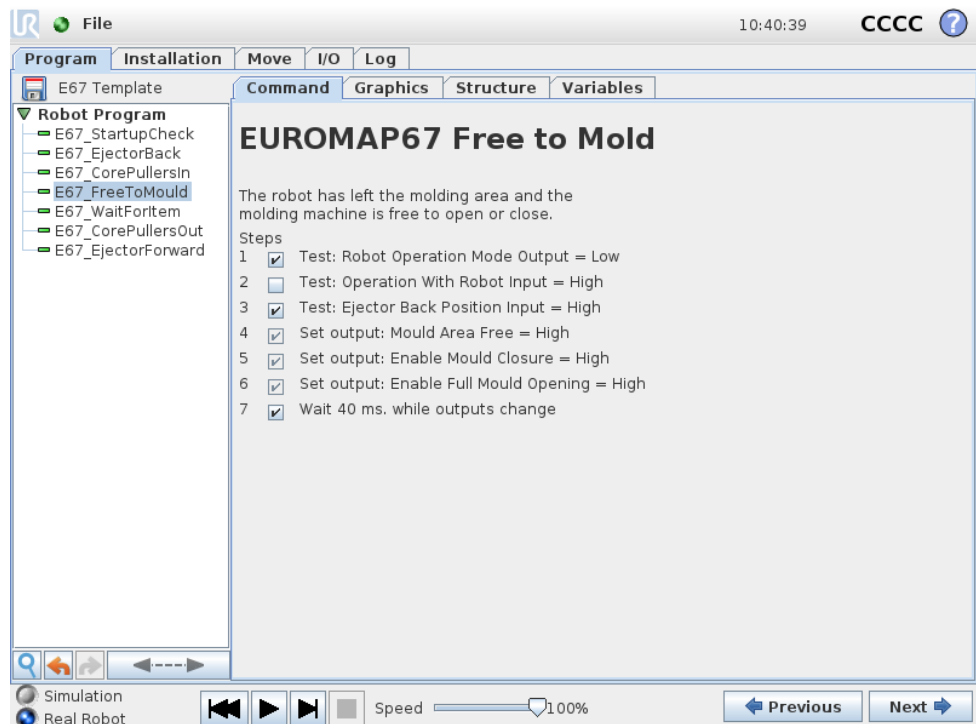 UR File 10:40:39 CCCC ?
Program Installation Move I/O Log
E67 Template Command Graphics Structure Variables
Robot Program
E67_StartupCheck
E67_EjectorBack
E67_CorePullersIn
E67_FreeToMould
E67_WaitForItem
E67_CorePullersOut
E67_EjectorForward
EUROMAP67 Free to Mold
The robot has left the molding area and the
molding machine is free to open or close.
Steps
1 Test: Robot Operation Mode Output = Low
2 Test: Operation With Robot Input = High
3 Test: Ejector Back Position Input = High
4 Set output: Mould Area Free = High
5 Set output: Enable Mould Closure = High
6 Set output: Enable Full Mould Opening = High
7 Wait 40 ms. while outputs change
Simulation
Real Robot
Speed 100%
Previous Next